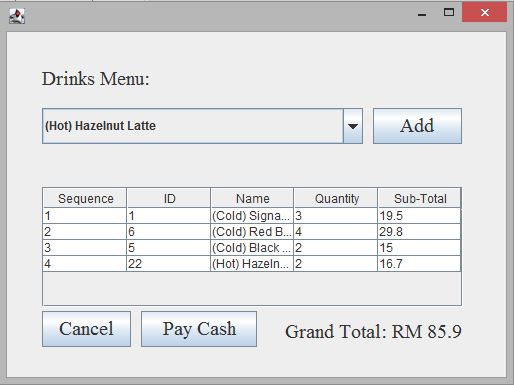 Drinks Menu:
(Hot) Hazelnut Latte Add
Sequence ID Name Quantity Sub-Total
1 1 (Cold) Signa... 3 19.5
2 6 (Cold) Red B... 4 29.8
3 5 (Cold) Black ... 2 15
4 22 (Hot) Hazeln... 2 16.7
Cancel Pay Cash Grand Total: RM 85.9